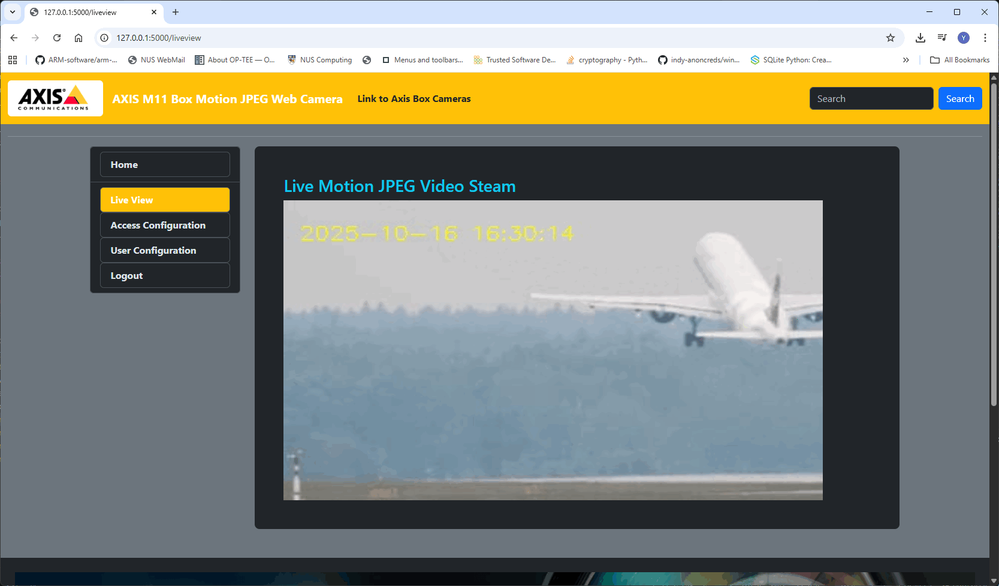 127.0.0.1:5000/liveview
127.0.0.1:5000/liveview
Y
ARM-software/arm-...
NUS WebMail
About OP-TEE — O...
NUS Computing
Menus and toolbars...
Trusted Software De...
cryptography - Pyth...
indy-anoncreds/win...
SQLite Python: Crea...
»
All Bookmarks
AXIS
COMMUNICATIONS
AXIS M11 Box Motion JPEG Web Camera
Link to Axis Box Cameras
Search
Search
Home
Live View
Access Configuration
User Configuration
Logout
Live Motion JPEG Video Steam
2025-10-16 16:30:14